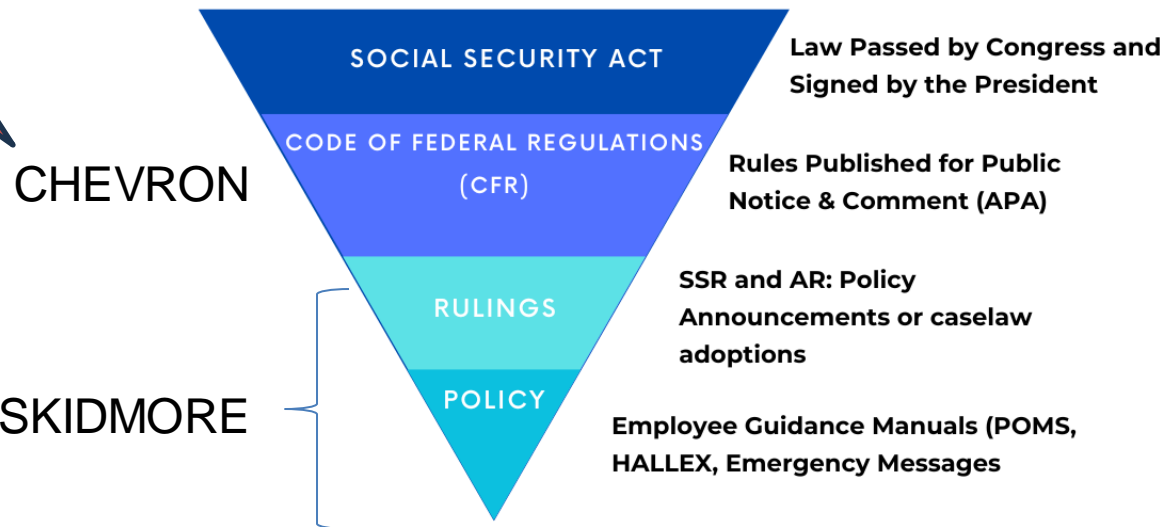 SOCIAL SECURITY ACT
Law Passed by Congress and
Signed by the President
CHEVRON
CODE OF FEDERAL REGULATIONS
(CFR)
Rules Published for Public
Notice & Comment (APA)
RULINGS
SSR and AR: Policy
Announcements or caselaw
adoptions
SKIDMORE
POLICY
Employee Guidance Manuals (POMS,
HALLEX, Emergency Messages